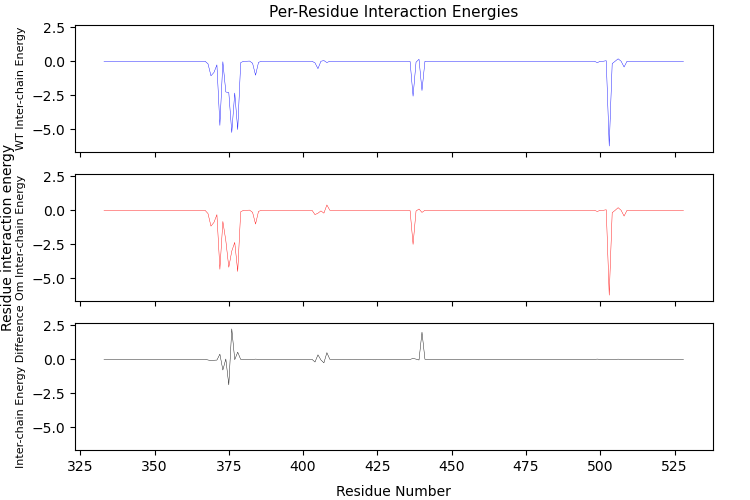 Per-Residue Interaction Energies
WT Inter-chain Energy
2.5
0.0
−2.5
−5.0
Residue interaction energy
Om Inter-chain Energy
2.5
0.0
−2.5
−5.0
Inter-chain Energy Difference
2.5
0.0
−2.5
−5.0
325 350 375 400 425 450 475 500 525
Residue Number